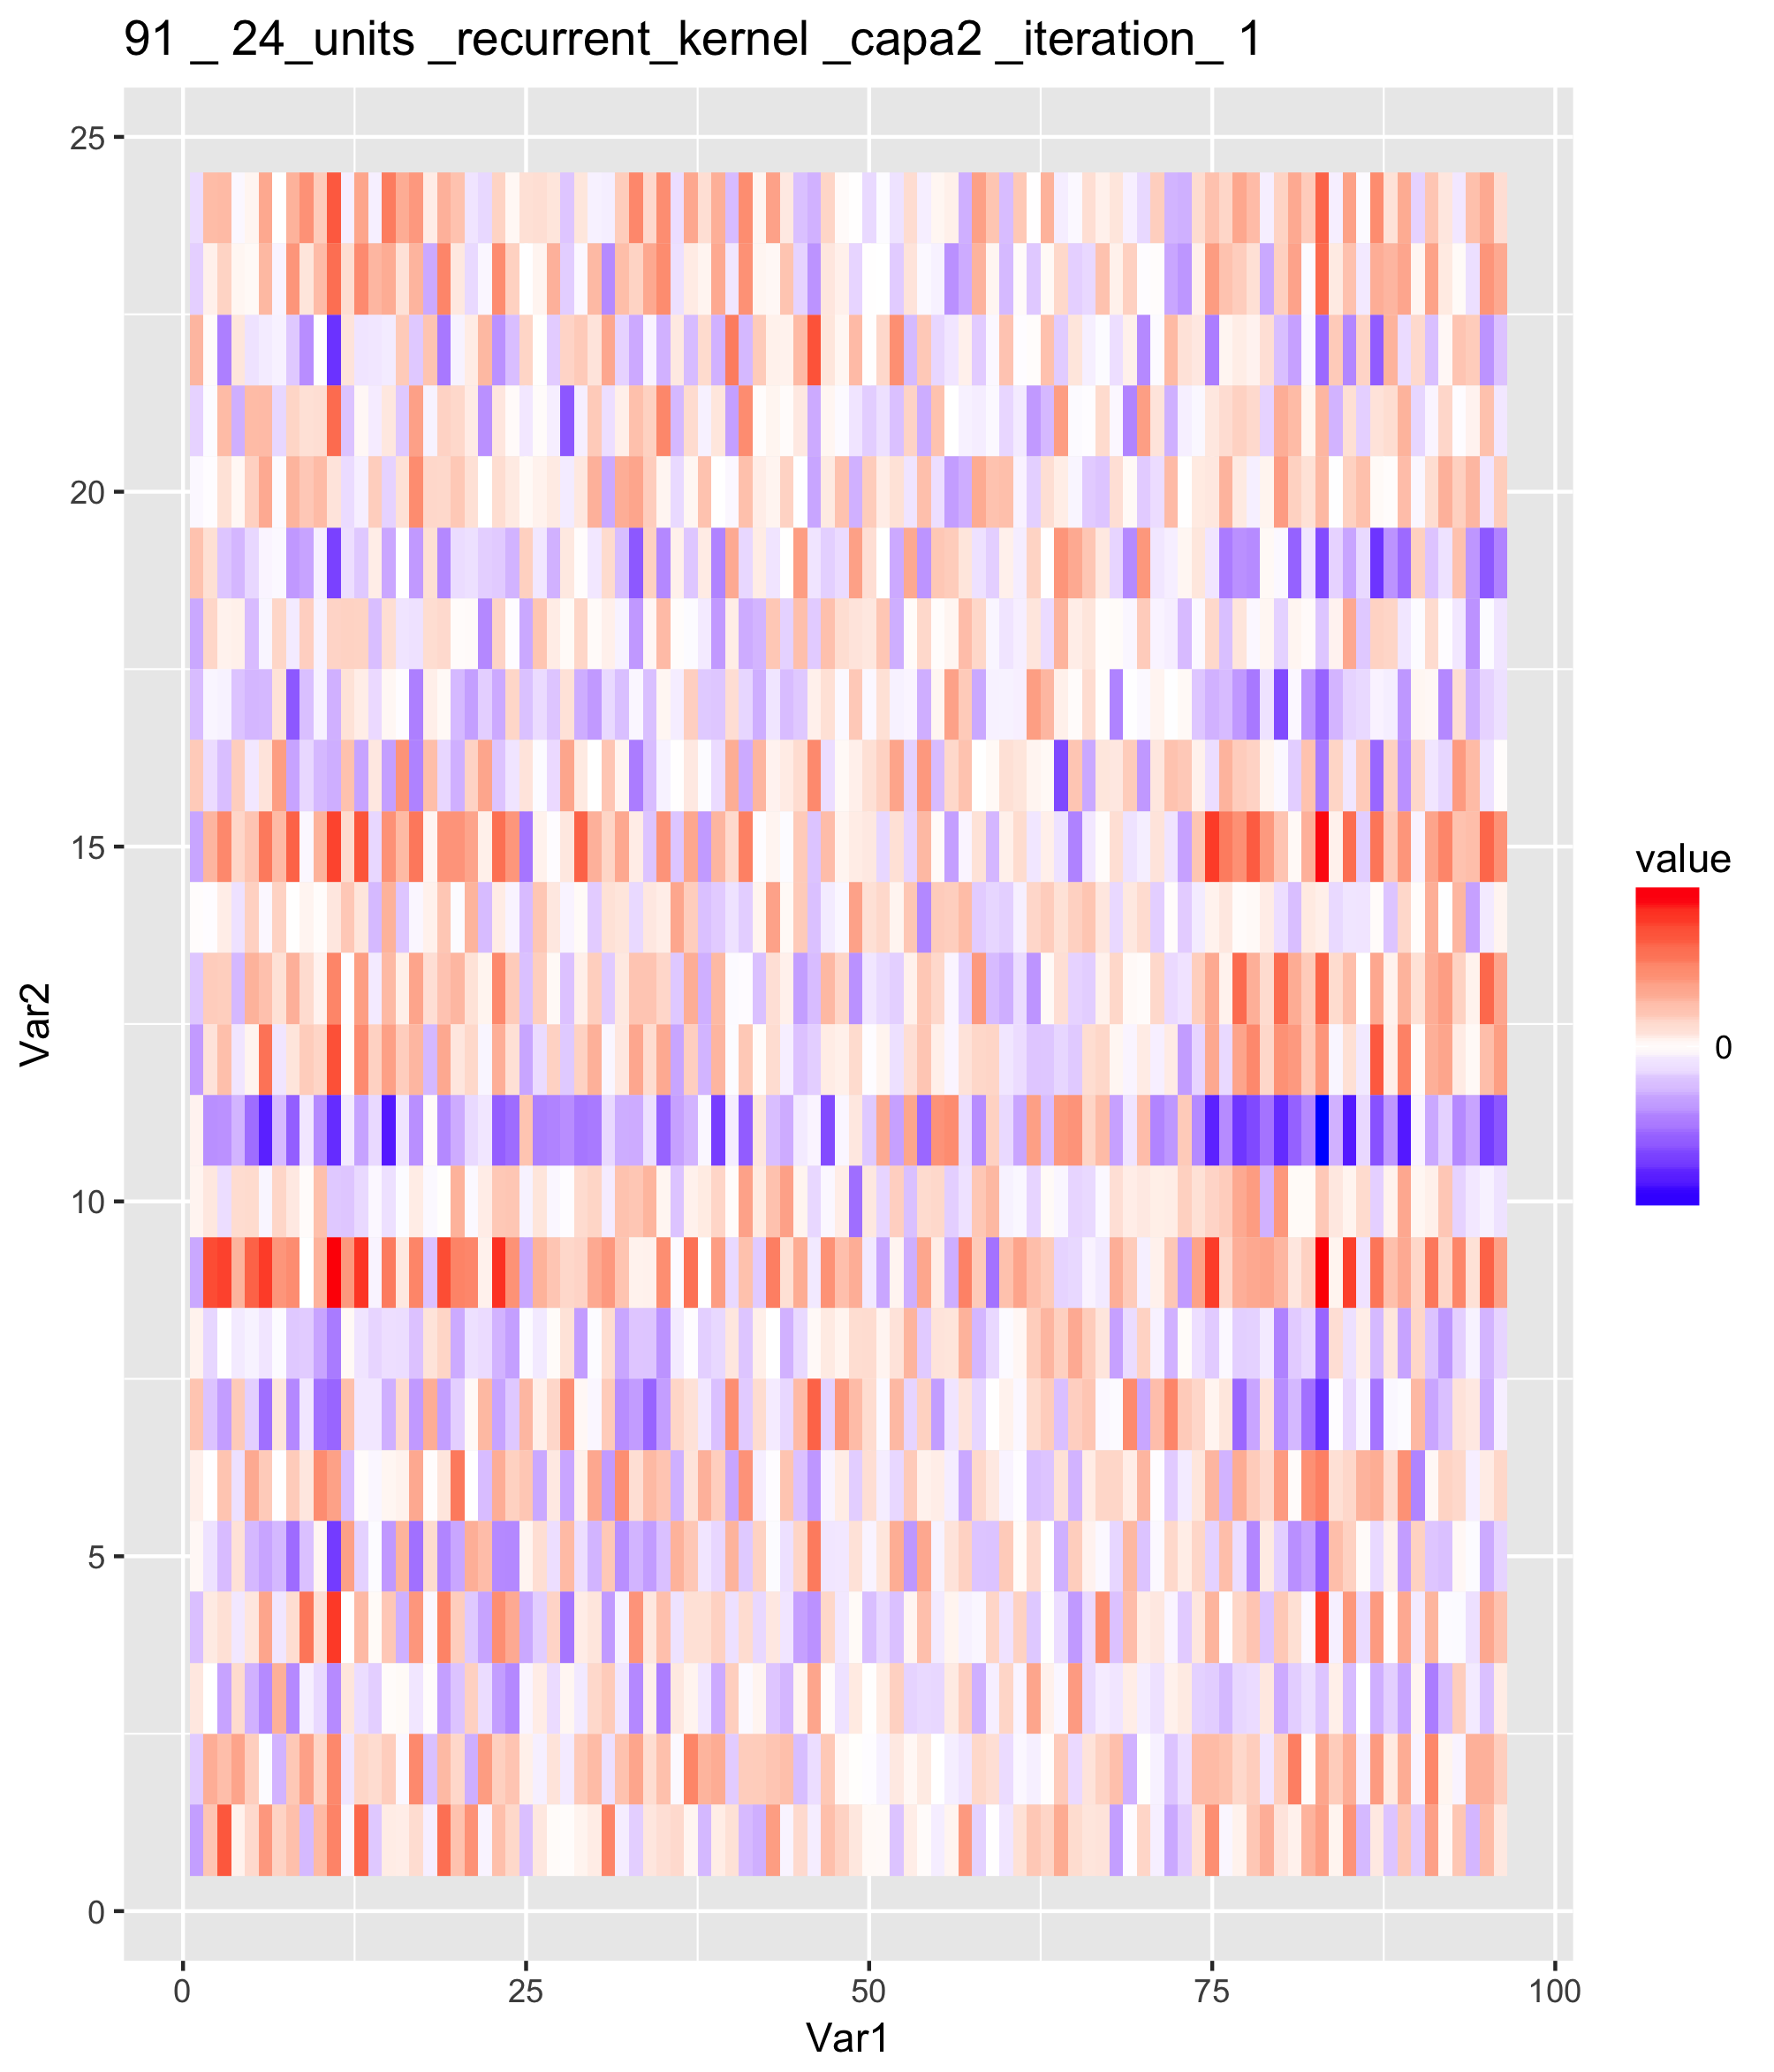 91 _ 24_units _recurrent_kernel _capa2 _iteration_ 1
25
20
15
10
5
0
Var2
0 25 50 75 100
Var1
value
0